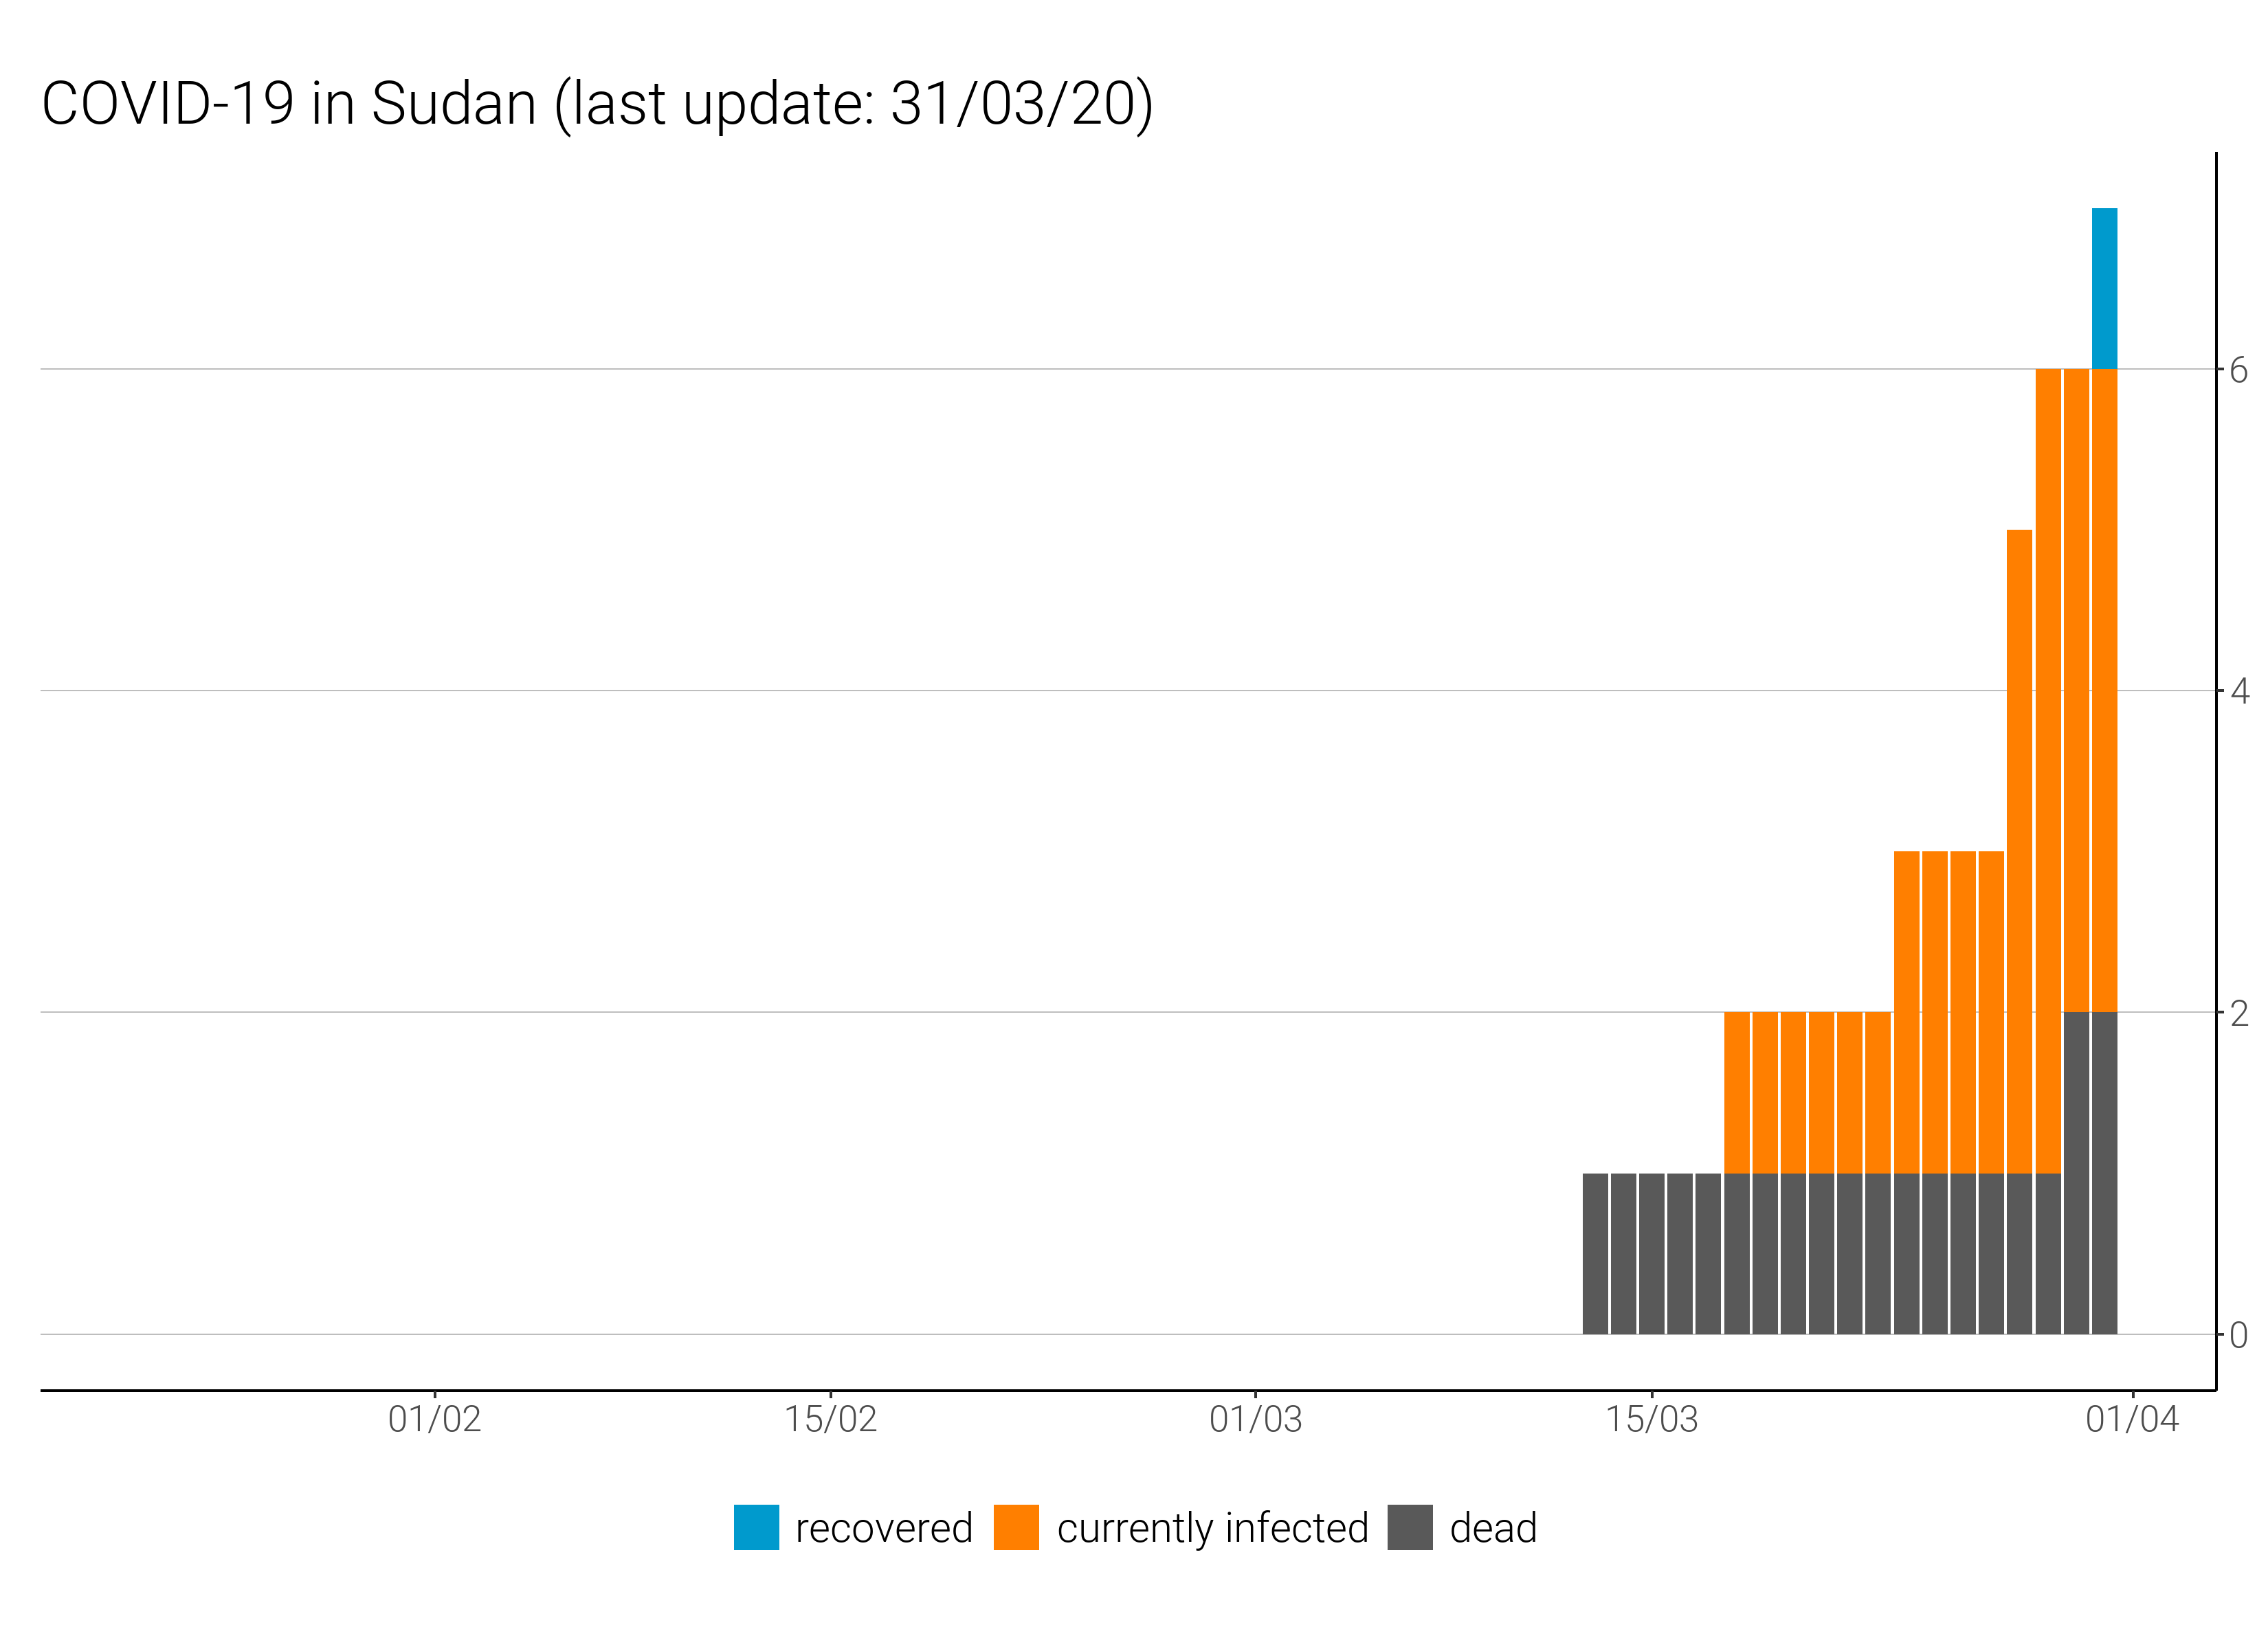 COVID-19 in Sudan (last update: 31/03/20)
6
4
2
0
01/02 15/02 01/03 15/03 01/04
recovered currently infected dead